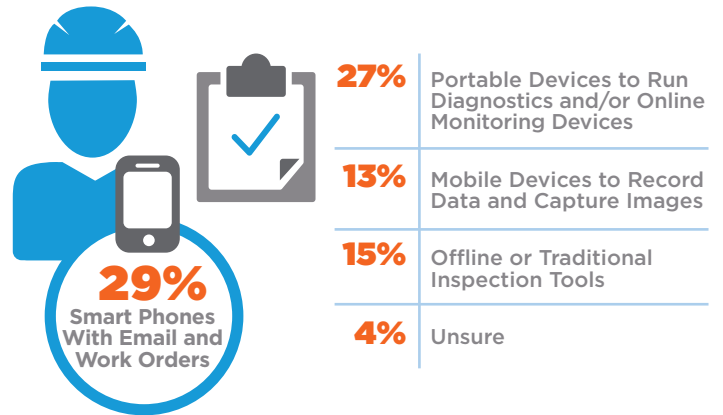 29%
Smart Phones
With Email and
Work Orders
27%
Portable Devices to Run
Diagnostics and/or Online
Monitoring Devices
13%
Mobile Devices to Record
Data and Capture Images
15%
Offline or Traditional
Inspection Tools
4%
Unsure